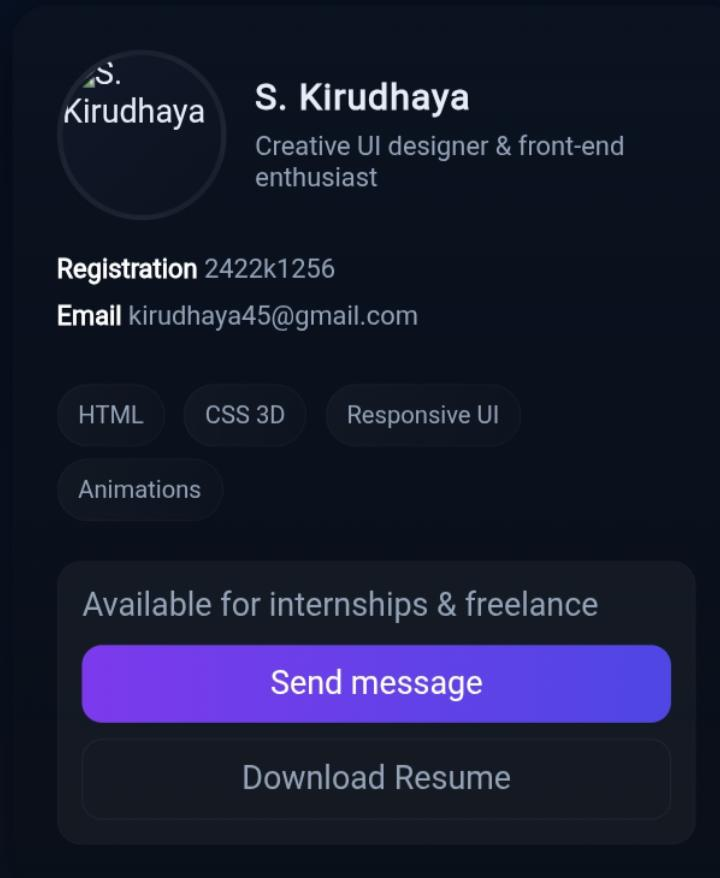 S.
Kirudhaya
S. Kirudhaya
Creative UI designer & front-end
enthusiast
Registration 2422k1256
Email kirudhaya45@gmail.com
HTML CSS 3D Responsive UI
Animations
Available for internships & freelance
Send message
Download Resume